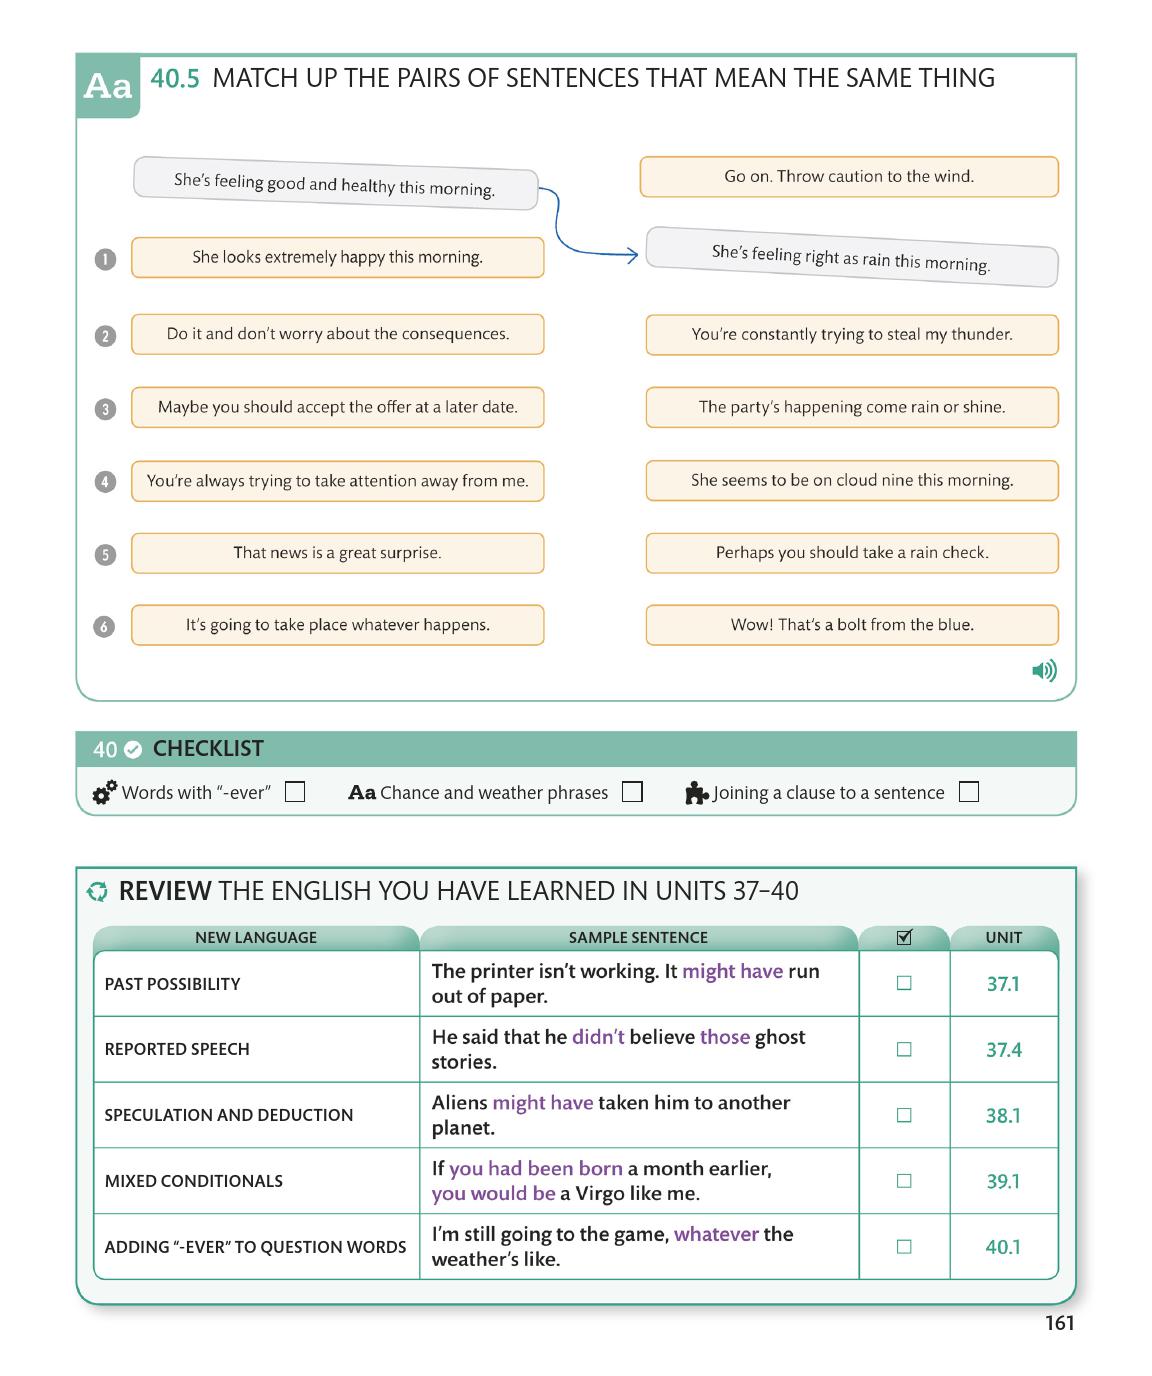 Aa 40.5 MATCH UP THE PAIRS OF SENTENCES THAT MEAN THE SAME THING
She's feeling good and healthy this morning.
Go on. Throw caution to the wind.
She's feeling right as rain this morning.
1 She looks extremely happy this morning.
2 Do it and don't worry about the consequences.
You're constantly trying to steal my thunder.
3 Maybe you should accept the offer at a later date.
The party's happening come rain or shine.
4 You're always trying to take attention away from me.
She seems to be on cloud nine this morning.
5 That news is a great surprise.
Perhaps you should take a rain check.
6 It's going to take place whatever happens.
Wow! That's a bolt from the blue.
40 CHECKLIST
Words with “-ever” Aa Chance and weather phrases Joining a clause to a sentence
REVIEW THE ENGLISH YOU HAVE LEARNED IN UNITS 37–40
NEW LANGUAGE SAMPLE SENTENCE UNIT
PAST POSSIBILITY
The printer isn't working. It might have run
out of paper.
37.1
REPORTED SPEECH
He said that he didn't believe those ghost
stories.
37.4
SPECULATION AND DEDUCTION
Aliens might have taken him to another
planet.
38.1
MIXED CONDITIONALS
If you had been born a month earlier,
you would be a Virgo like me.
39.1
ADDING “-EVER” TO QUESTION WORDS
I'm still going to the game, whatever the
weather's like.
40.1
161